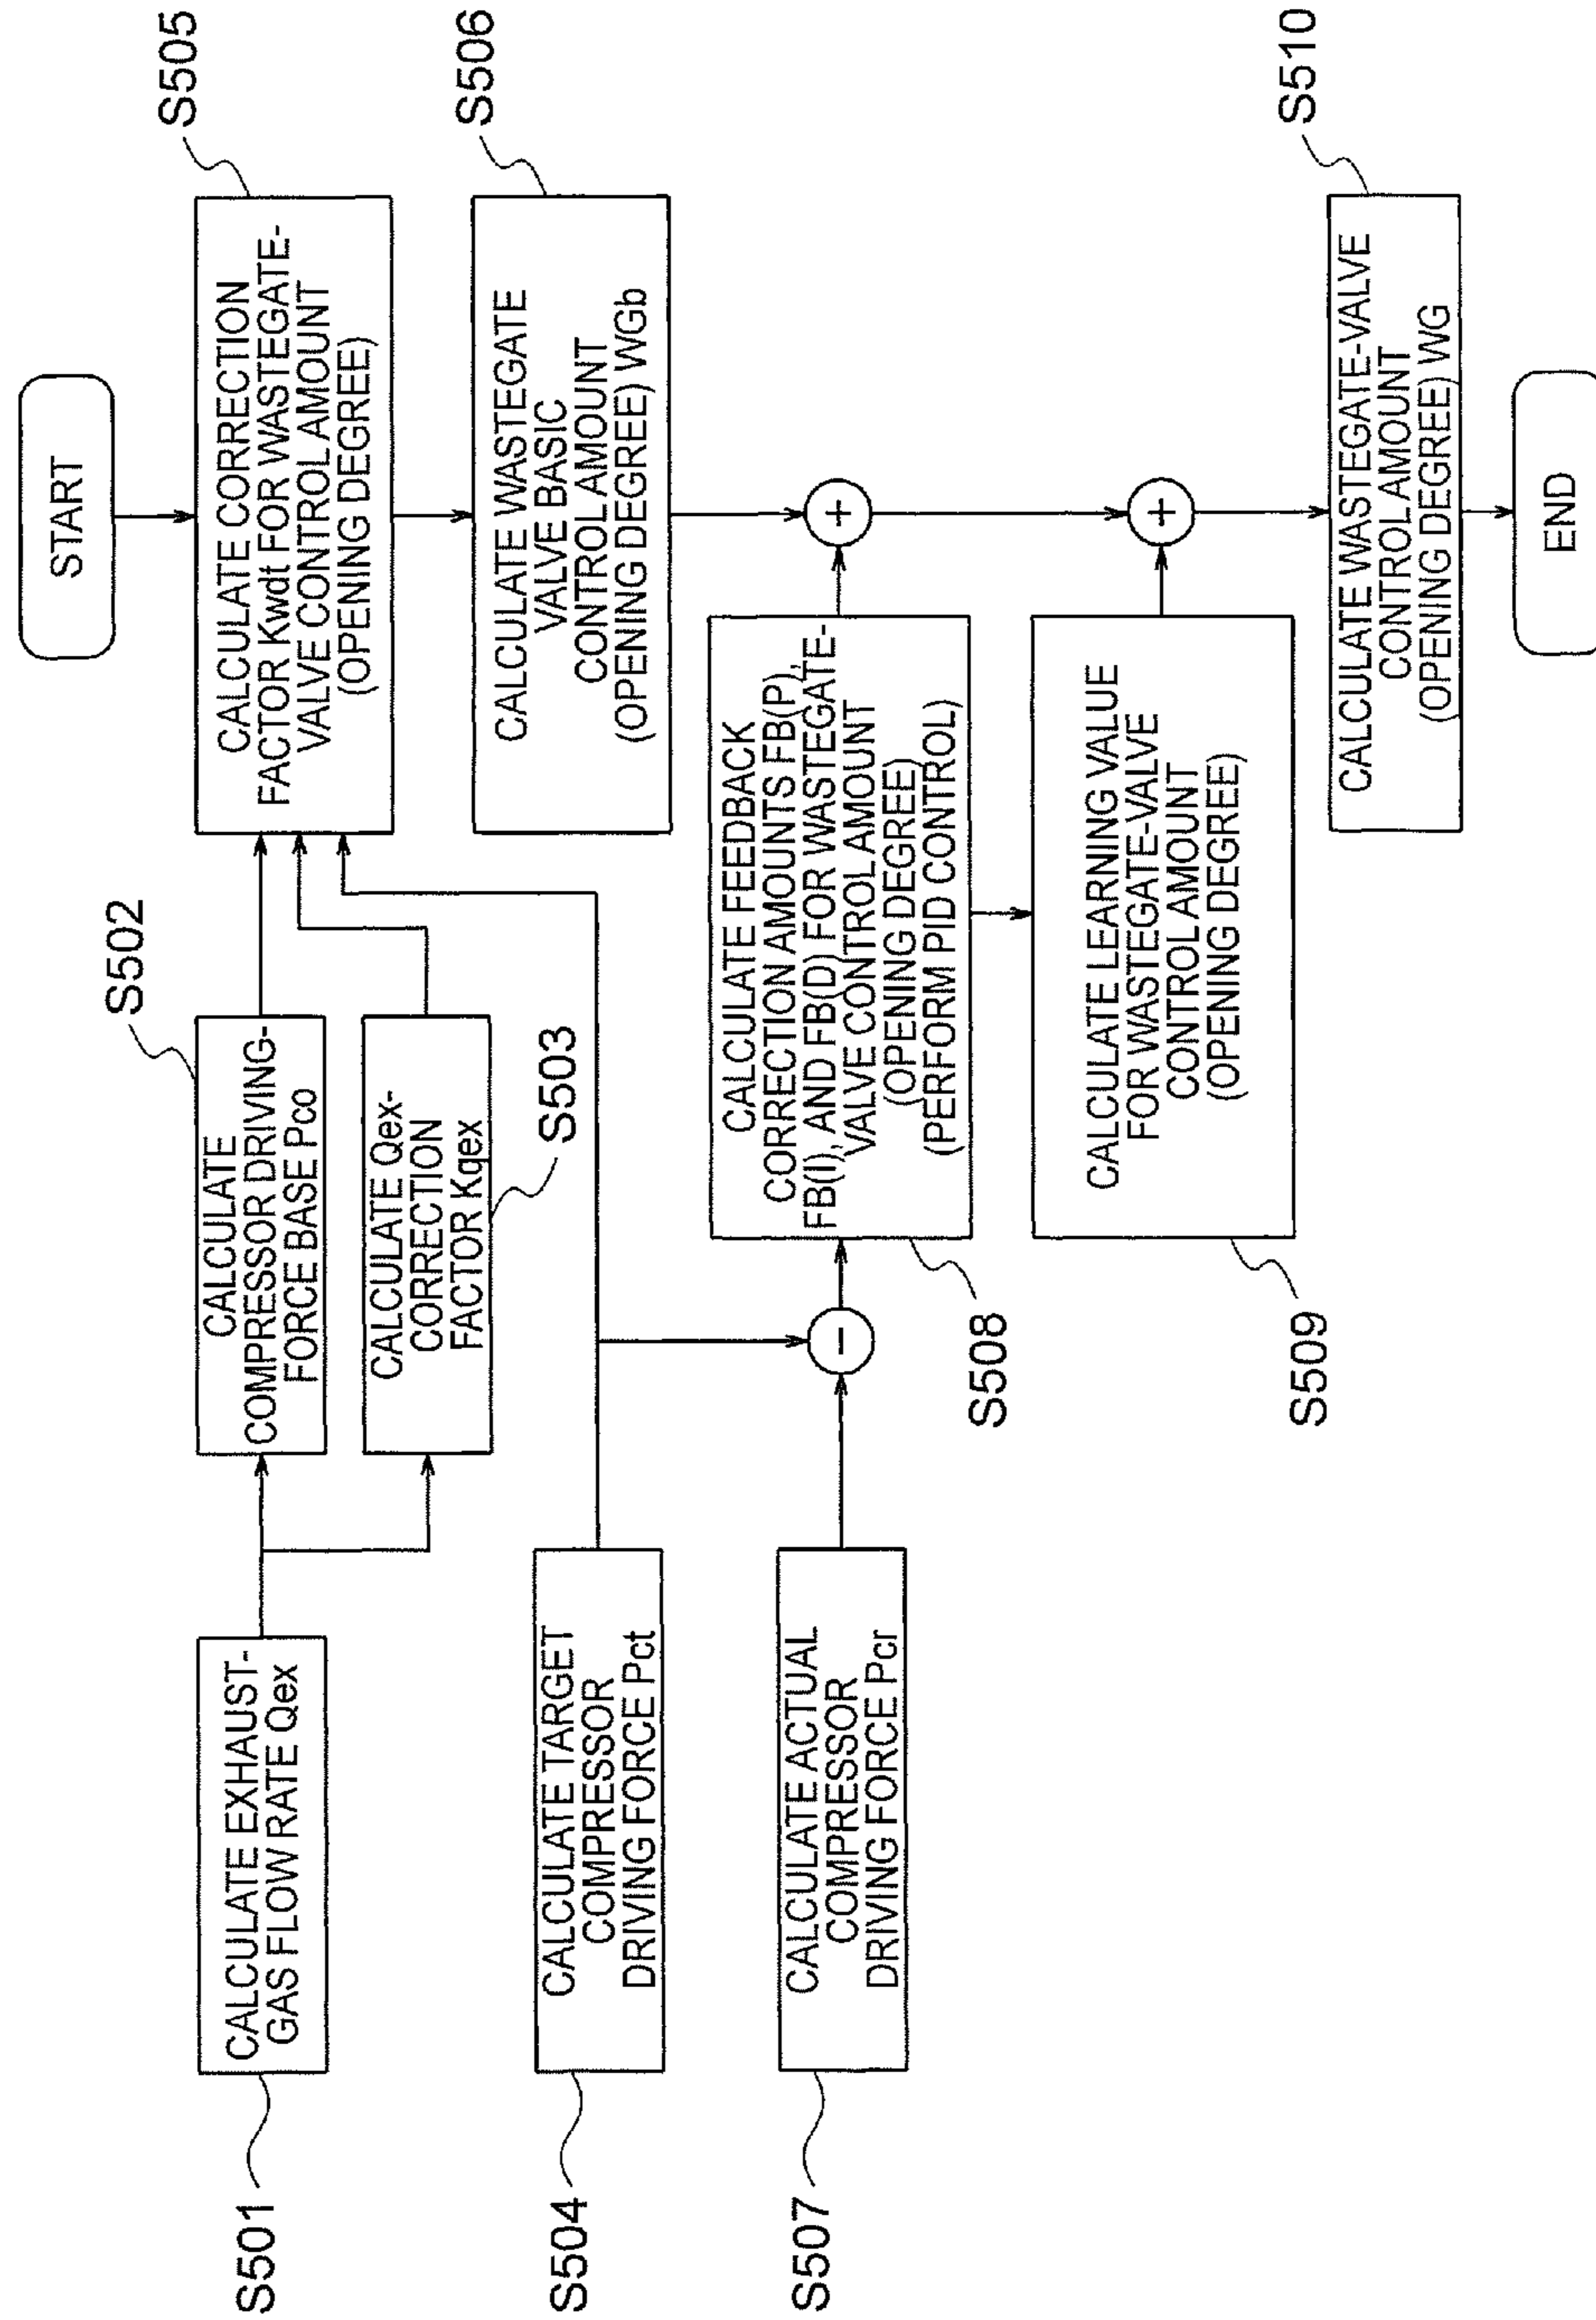 START
S505
CALCULATE CORRECTION
FACTOR Kwdt FOR WASTEGATE-
VALVE CONTROL AMOUNT
(OPENING DEGREE)
S506
CALCULATE WASTEGATE
VALVE BASIC
CONTROL AMOUNT
(OPENING DEGREE) WGb
S502
CALCULATE
COMPRESSOR DRIVING-
FORCE BASE Pco
S503
CALCULATE Qex-
CORRECTION
FACTOR Kqex
S501
CALCULATE EXHAUST-
GAS FLOW RATE Qex
S504
CALCULATE TARGET
COMPRESSOR
DRIVING FORCE Pct
S507
CALCULATE ACTUAL
COMPRESSOR
DRIVING FORCE Pcr
−
S508
CALCULATE FEEDBACK
CORRECTION AMOUNTS FB(P),
FB(I), AND FB(D) FOR WASTEGATE-
VALVE CONTROL AMOUNT
(OPENING DEGREE)
(PERFORM PID CONTROL)
+
S509
CALCULATE LEARNING VALUE
FOR WASTEGATE-VALVE
CONTROL AMOUNT
(OPENING DEGREE)
+
S510
CALCULATE WASTEGATE-VALVE
CONTROL AMOUNT
(OPENING DEGREE) WG
END